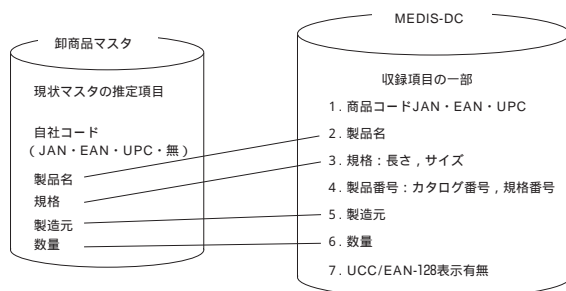 卸商品マスタ
現状マスタの推定項目
自社コード
（JAN・EAN・UPC・無）
製品名
規格
製造元
数量
MEDIS-DC
収録項目の一部
1. 商品コードJAN・EAN・UPC
2. 製品名
3. 規格：長さ，サイズ
4. 製品番号：カタログ番号，規格番号
5. 製造元
6. 数量
7. UCC/EAN-128表示有無